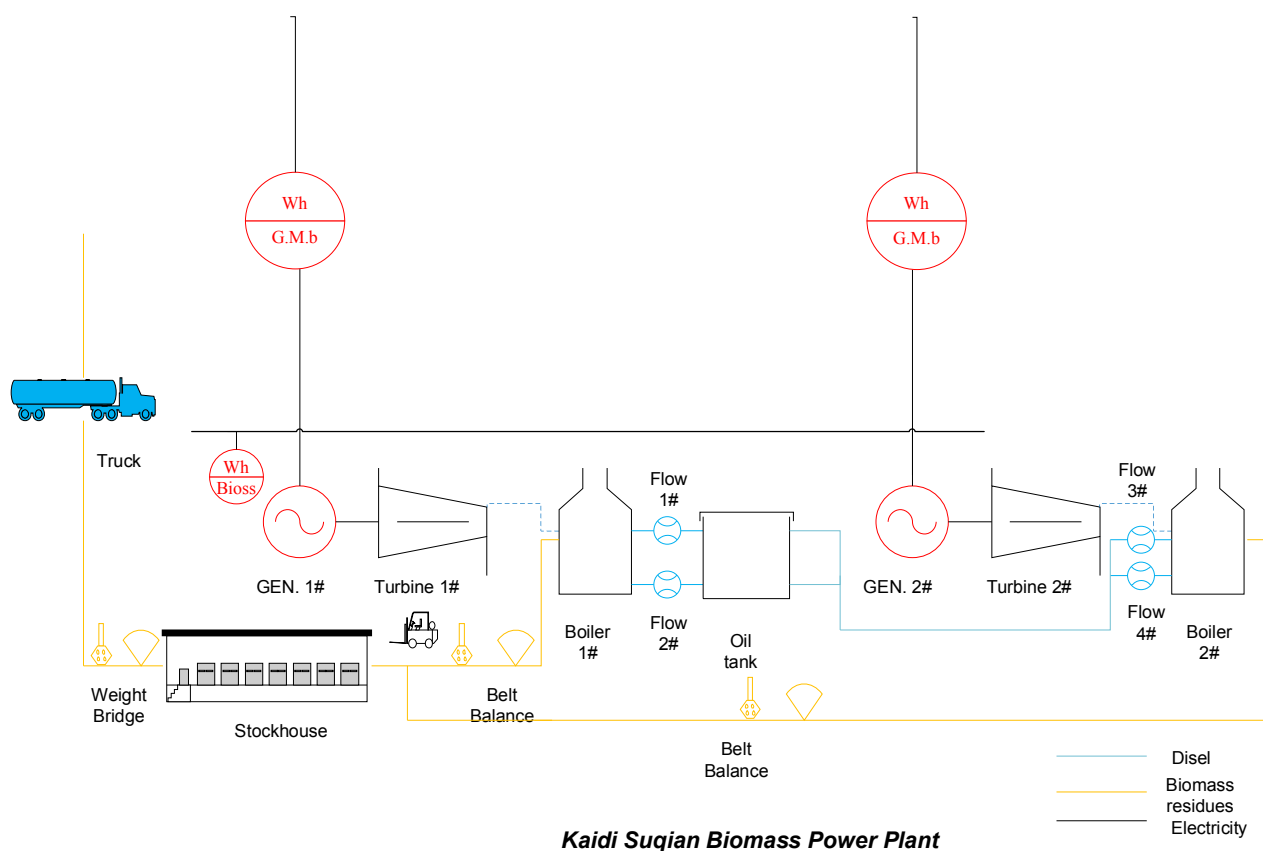 Wh
G.M.b
Wh
G.M.b
Truck
Wh
Bioss
Flow
1#
Flow
3#
GEN. 1#
Turbine 1#
GEN. 2#
Turbine 2#
Boiler
1#
Flow
2#
Oil
tank
Flow
4#
Boiler
2#
Weight
Bridge
Stockhouse
Belt
Balance
Belt
Balance
Disel
Biomass
residues
Electricity
Kaidi Suqian Biomass Power Plant